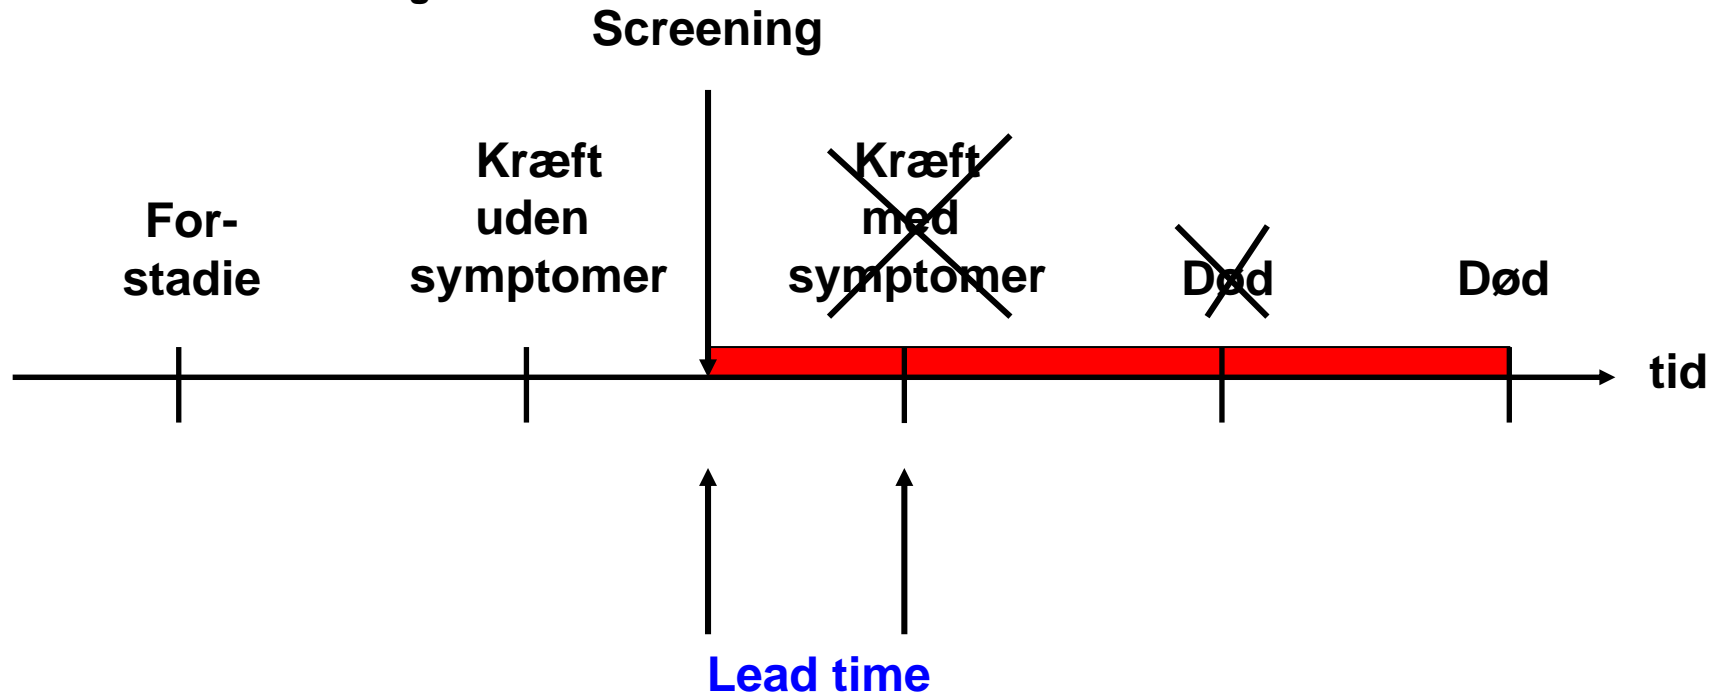 Screening
Kræft
uden
symptomer
Kræft
med
symptomer
For-
stadie
Død
Død
tid
Lead time